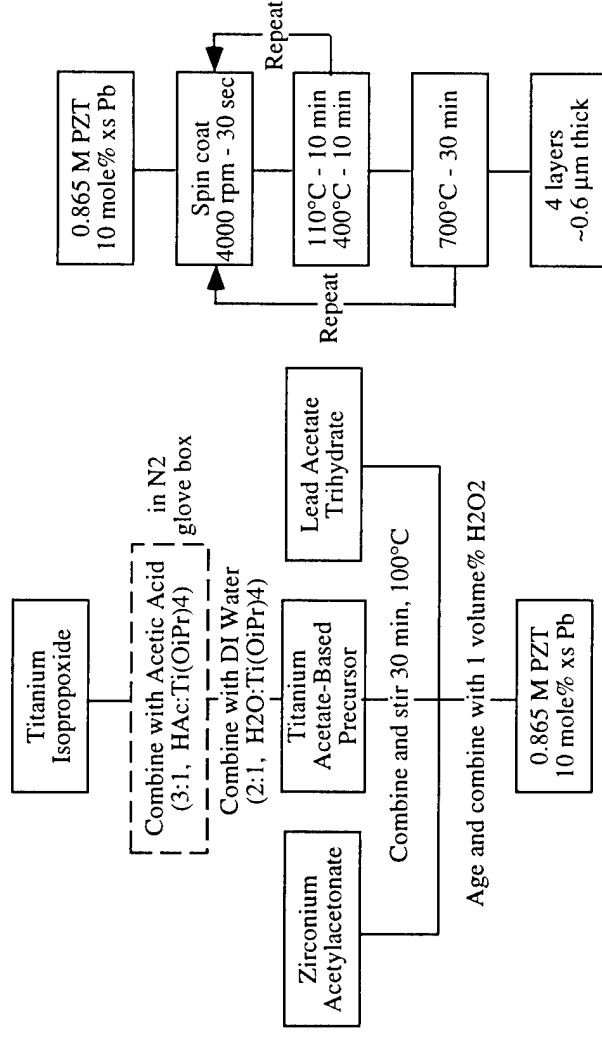 Titanium
Isopropoxide
Combine with Acetic Acid
(3:1, HAc:Ti(OiPr)4)
in N2
glove box
Combine with DI Water
(2:1, H2O:Ti(OiPr)4)
Zirconium
Acetylacetonate
Titanium
Acetate-Based
Precursor
Lead Acetate
Trihydrate
Combine and stir 30 min, 100°C
Age and combine with 1 volume% H2O2
0.865 M PZT
10 mole% xs Pb
0.865 M PZT
10 mole% xs Pb
Spin coat
4000 rpm - 30 sec
Repeat
110°C - 10 min
400°C - 10 min
Repeat
700°C - 30 min
4 layers
~0.6 µm thick